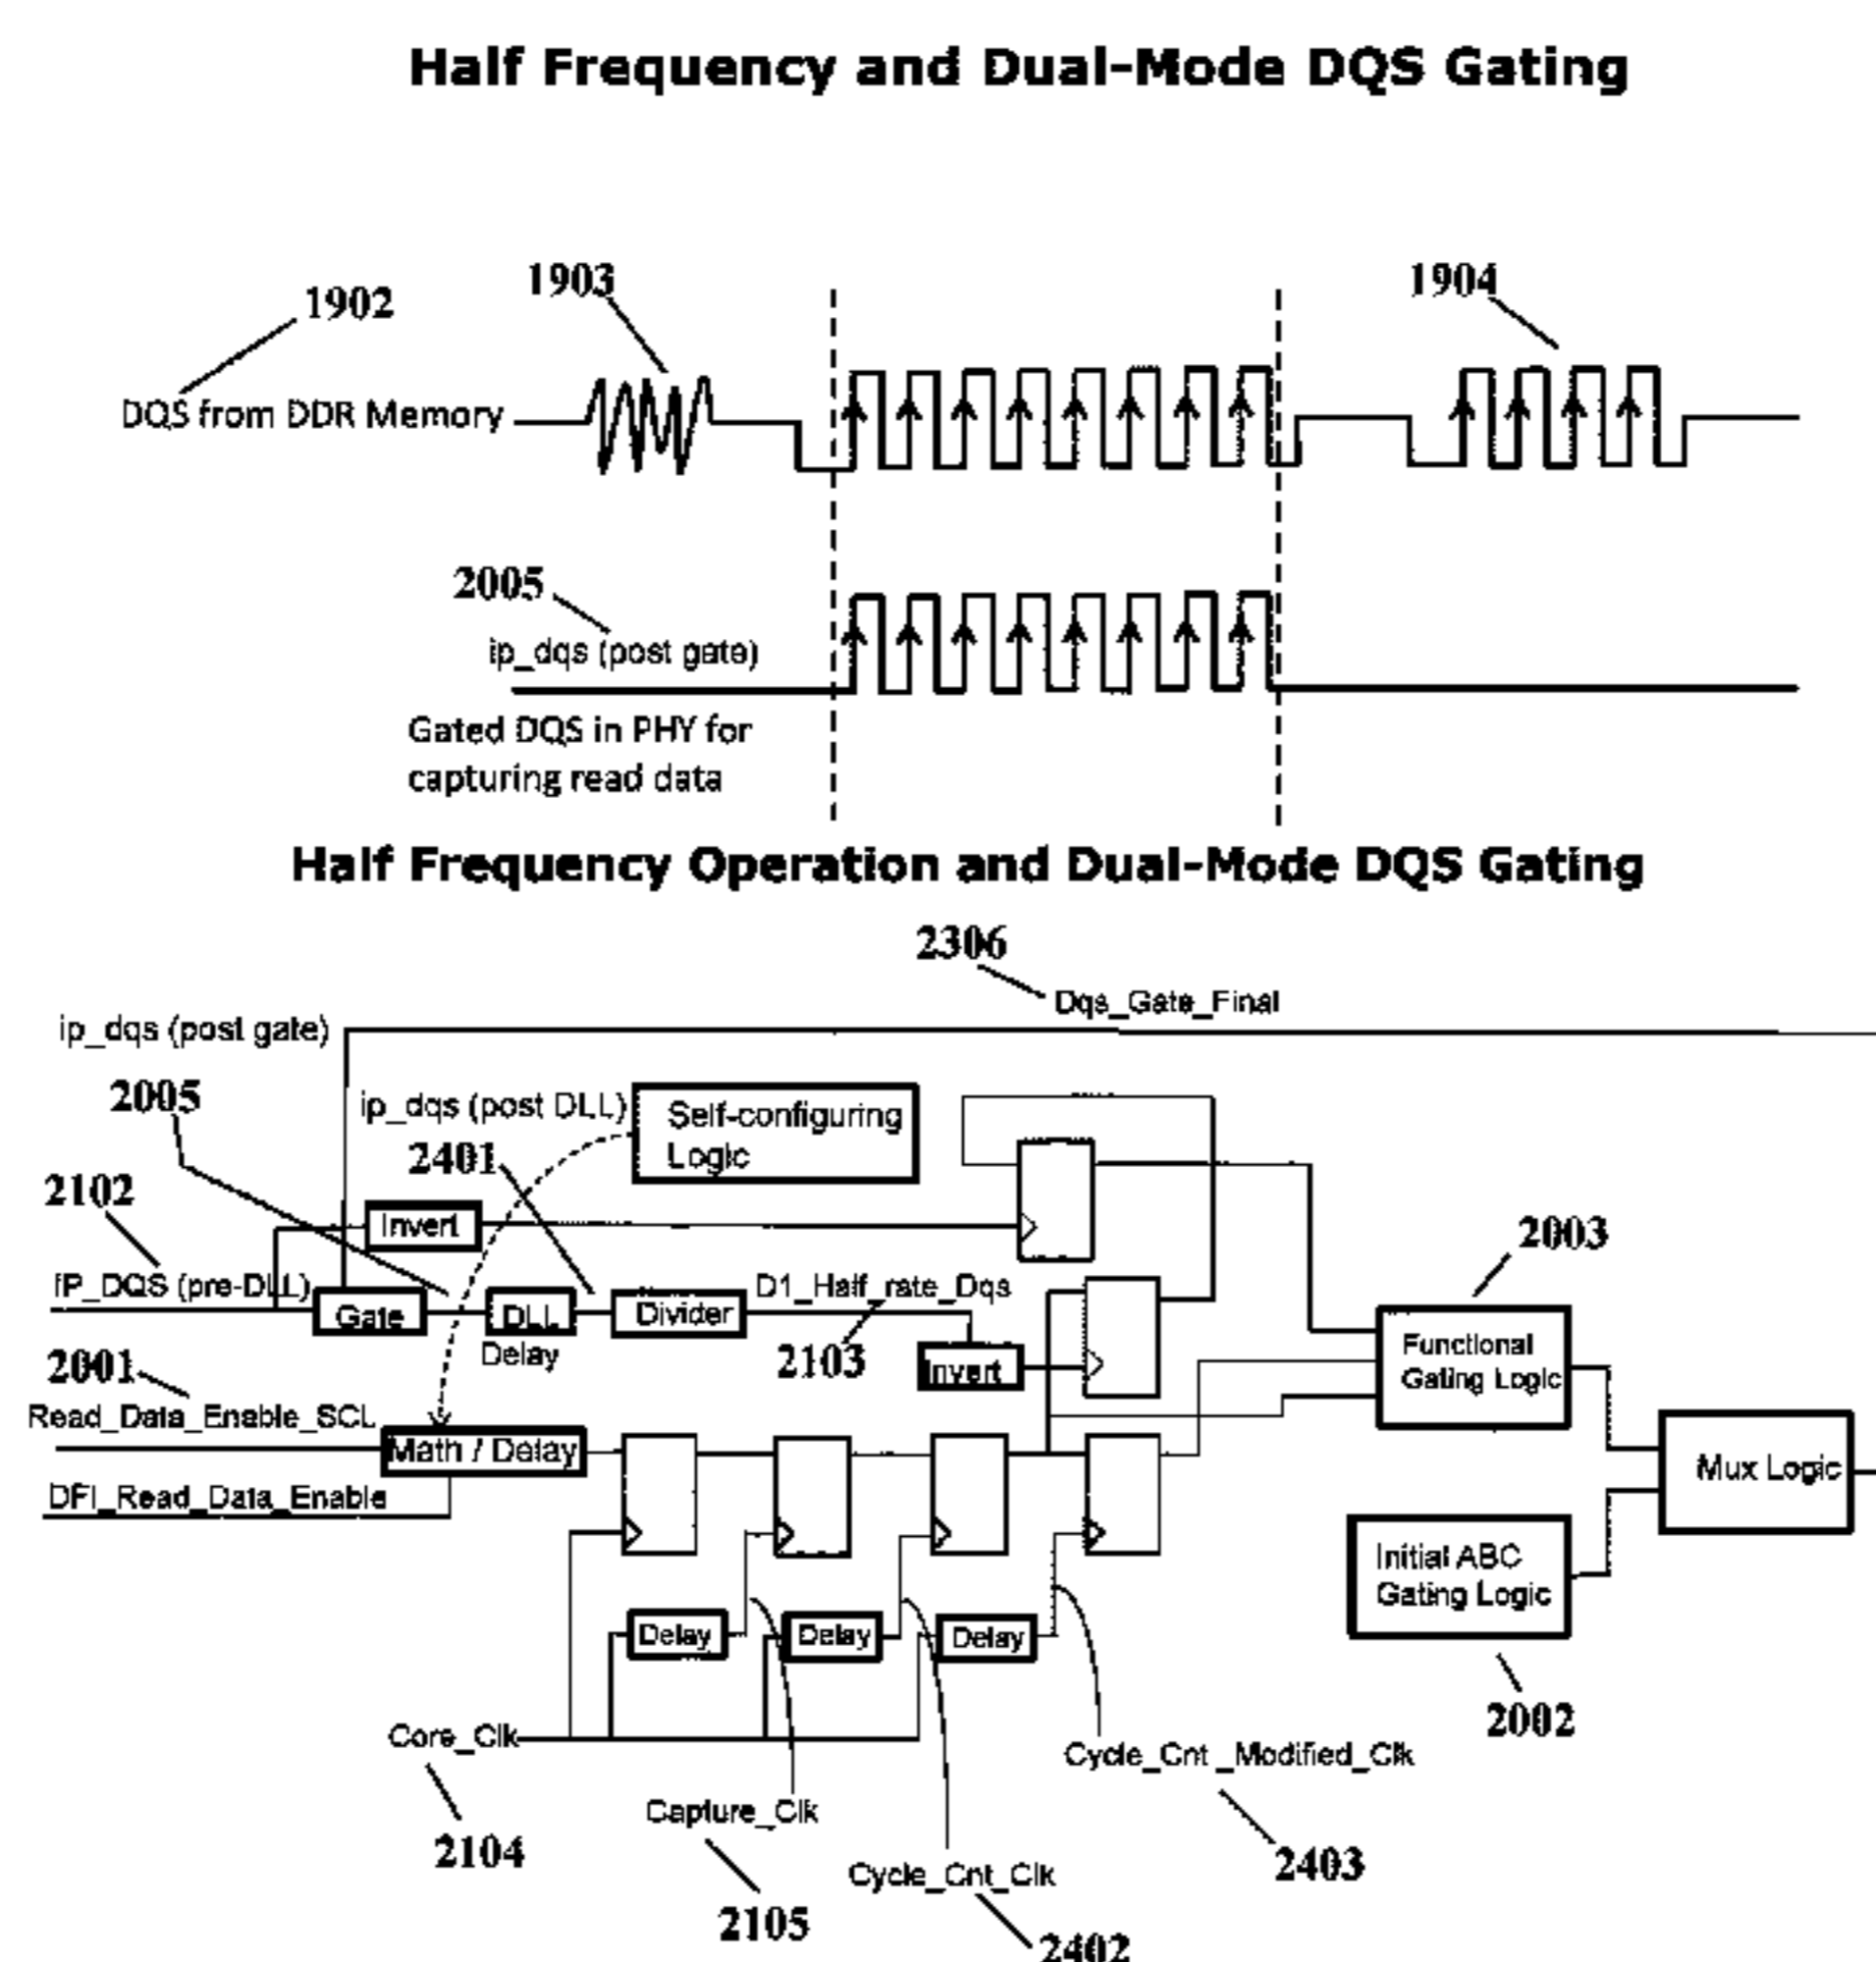 Half Frequency and Dual-Mode DQS Gating
1902
1903
1904
DQS from DDR Memory
2005
ip_dqs (post gate)
Gated DQS in PHY for
capturing read data
Half Frequency Operation and Dual-Mode DQS Gating
2306
Dqs_Gate_Final
ip_dqs (post gate)
2005
ip_dqs (post DLL)
Self-configuring
Logic
2401
2102
Invert
2003
IP_DQS (pre-DLL)
Gate
DLL
Delay
Divider
D1_Half_rate_Dqs
2103
Invert
Functional
Gating Logic
2001
Read_Data_Enable_SCL
Math / Delay
DFI_Read_Data_Enable
Mux Logic
Initial ABC
Gating Logic
Delay
Delay
Delay
2002
Core_Clk
Cycle_Cnt _Modified_Clk
2104
Capture_Clk
2403
Cycle_Cnt_Clk
2105
2402